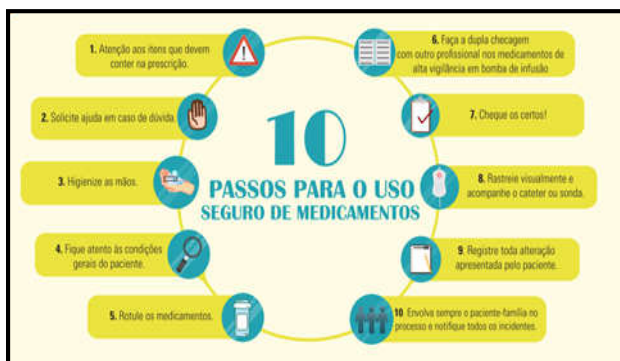 10
PASSOS PARA O USO
SEGURO DE MEDICAMENTOS
1. Atenção aos itens que devem
conter na prescrição.
2. Solicite ajuda em caso de dúvida
3. Higienize as mãos.
4. Fique atento às condições
gerais do paciente.
5. Rotule os medicamentos.
6. Faça a dupla checagem
com outro profissional nos medicamentos de
alta vigilância em bomba de infusão
7. Cheque os certos!
8. Rastreie visualmente e
acompanhe o cateter ou sonda.
9. Registre toda alteração
apresentada pelo paciente.
10. Envolva sempre o paciente-família no
processo e notifique todos os incidentes.